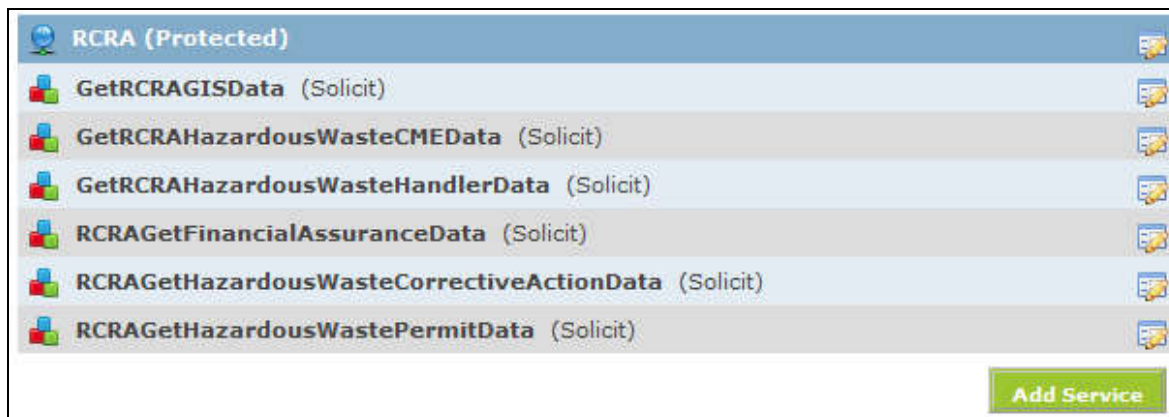 RCRA (Protected)
GetRCRAGISData (Solicit)
GetRCRAHazardousWasteCMEData (Solicit)
GetRCRAHazardousWasteHandlerData (Solicit)
RCRAGetFinancialAssuranceData (Solicit)
RCRAGetHazardousWasteCorrectiveActionData (Solicit)
RCRAGetHazardousWastePermitData (Solicit)
Add Service